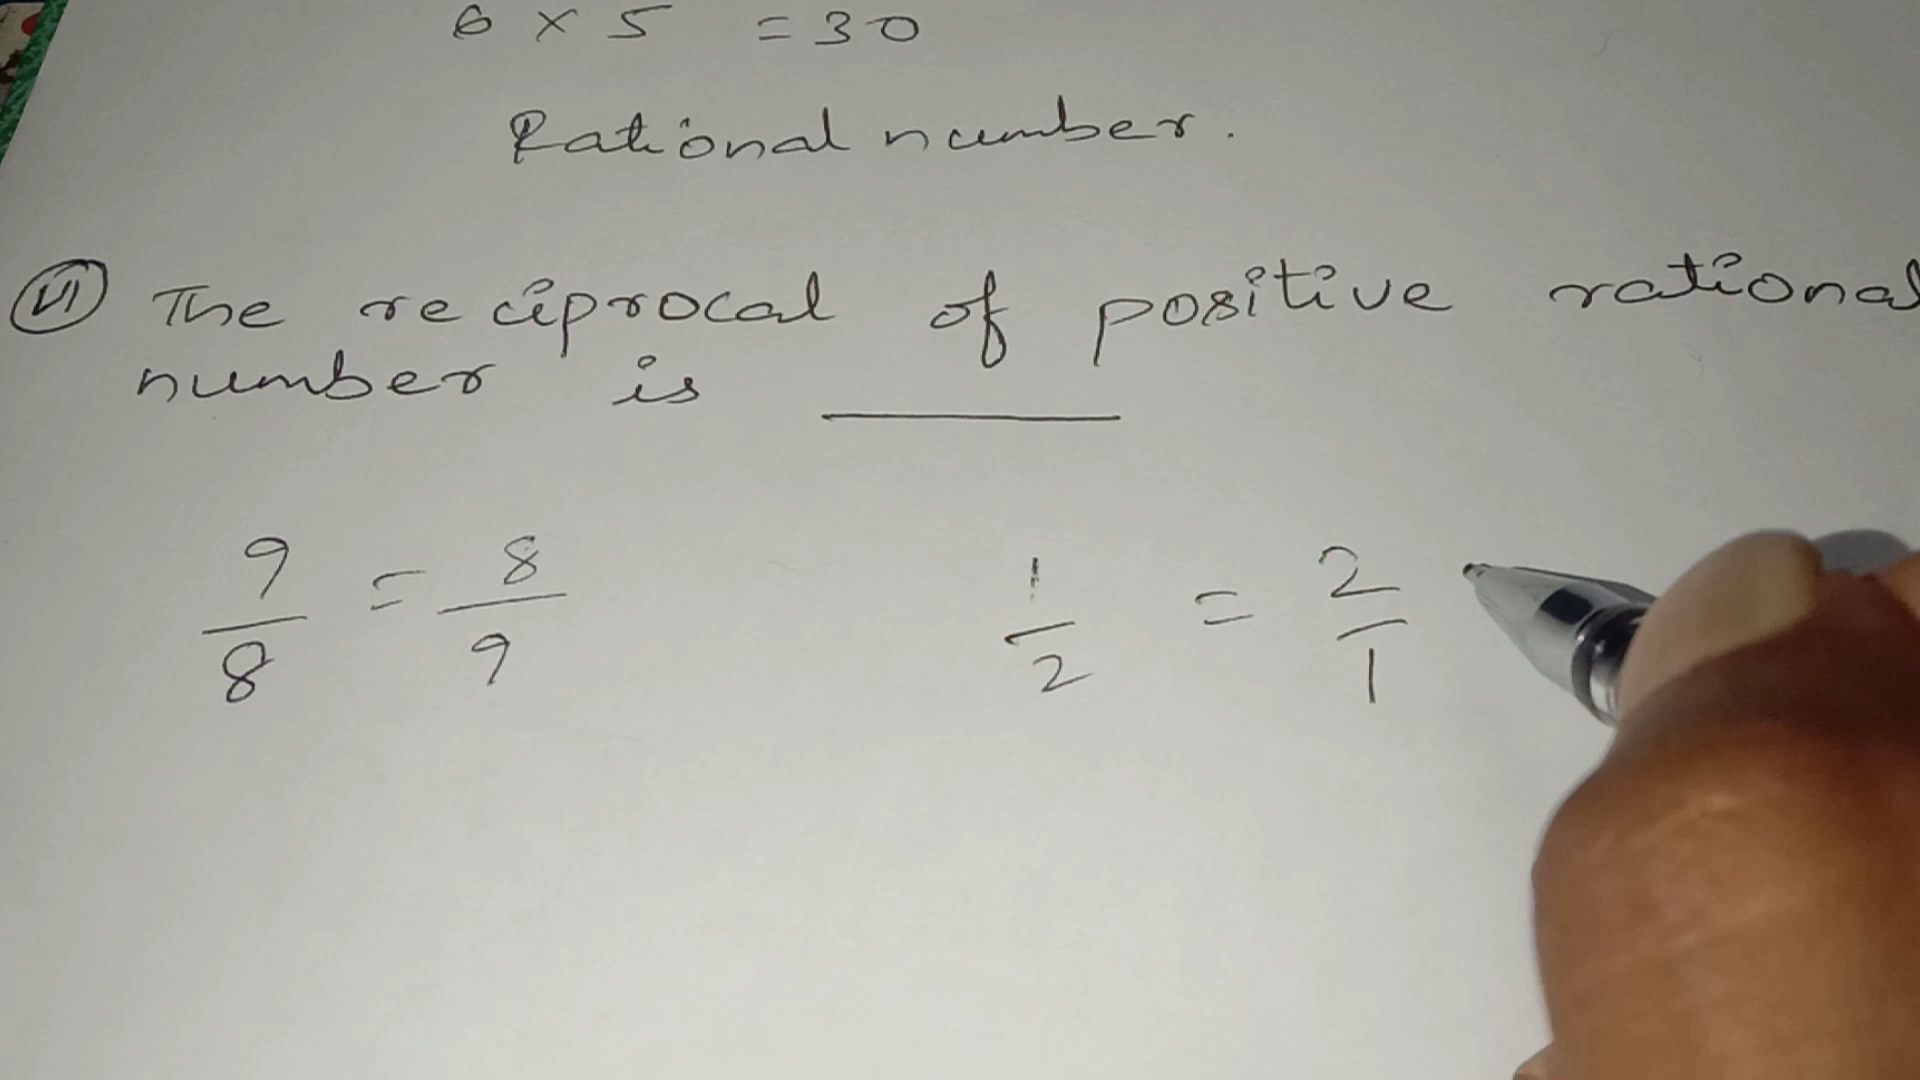 6 × 5 = 30
Rational number.
VI The reciprocal of positive rational
number is ______
9/8 = 8/9 1/2 = 2/1